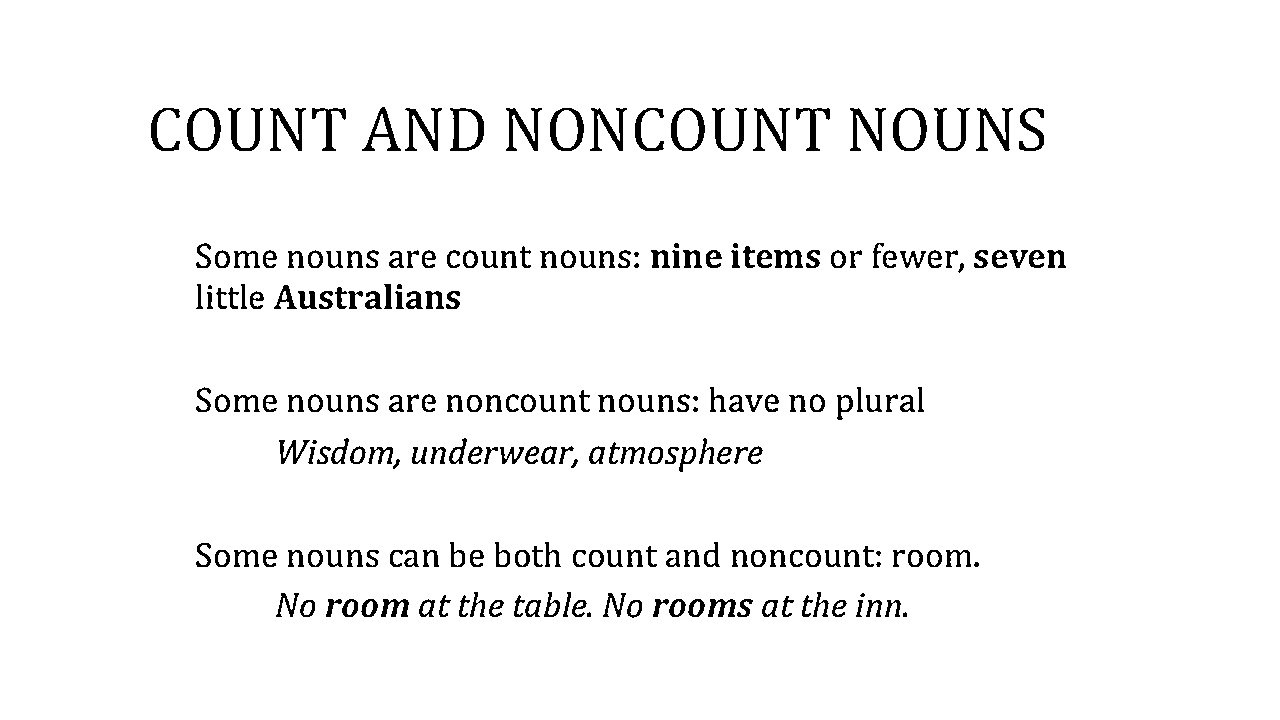 COUNT AND NONCOUNT NOUNS
Some nouns are count nouns: nine items or fewer, seven
little Australians
Some nouns are noncount nouns: have no plural
Wisdom, underwear, atmosphere
Some nouns can be both count and noncount: room.
No room at the table. No rooms at the inn.